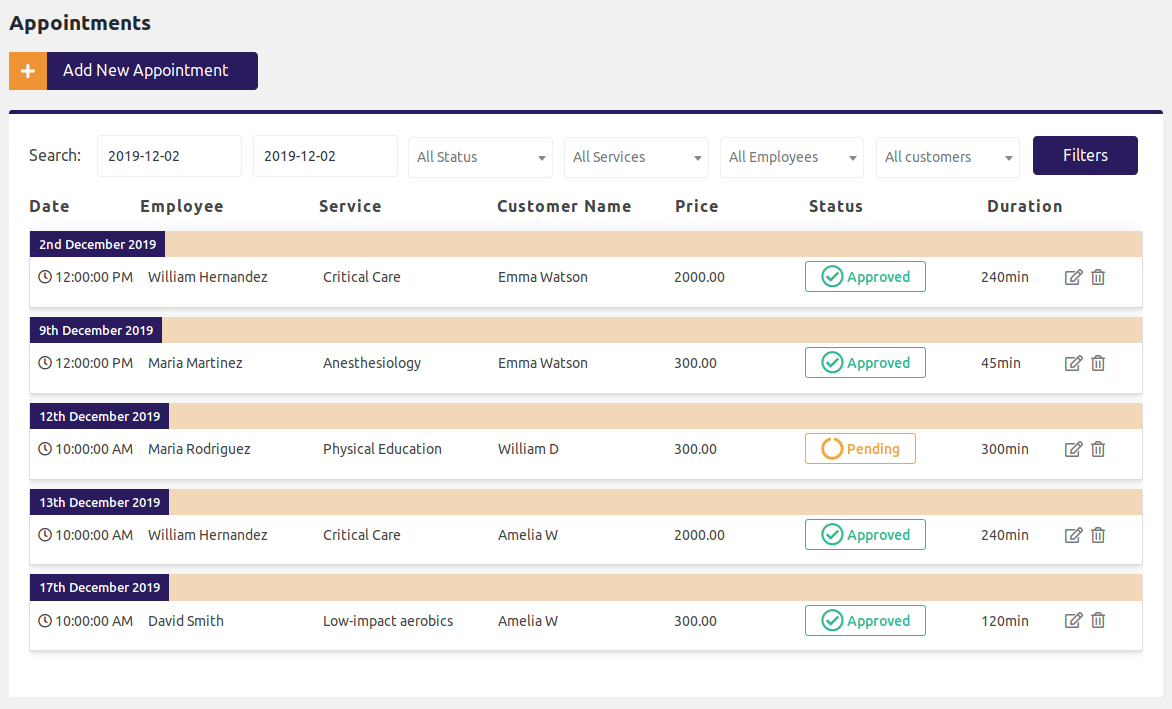 Appointments
+ Add New Appointment
Search: 2019-12-02 2019-12-02 All Status All Services All Employees All customers Filters
Date Employee Service Customer Name Price Status Duration
2nd December 2019
12:00:00 PM William Hernandez Critical Care Emma Watson 2000.00 Approved 240min
9th December 2019
12:00:00 PM Maria Martinez Anesthesiology Emma Watson 300.00 Approved 45min
12th December 2019
10:00:00 AM Maria Rodriguez Physical Education William D 300.00 Pending 300min
13th December 2019
10:00:00 AM William Hernandez Critical Care Amelia W 2000.00 Approved 240min
17th December 2019
10:00:00 AM David Smith Low-impact aerobics Amelia W 300.00 Approved 120min